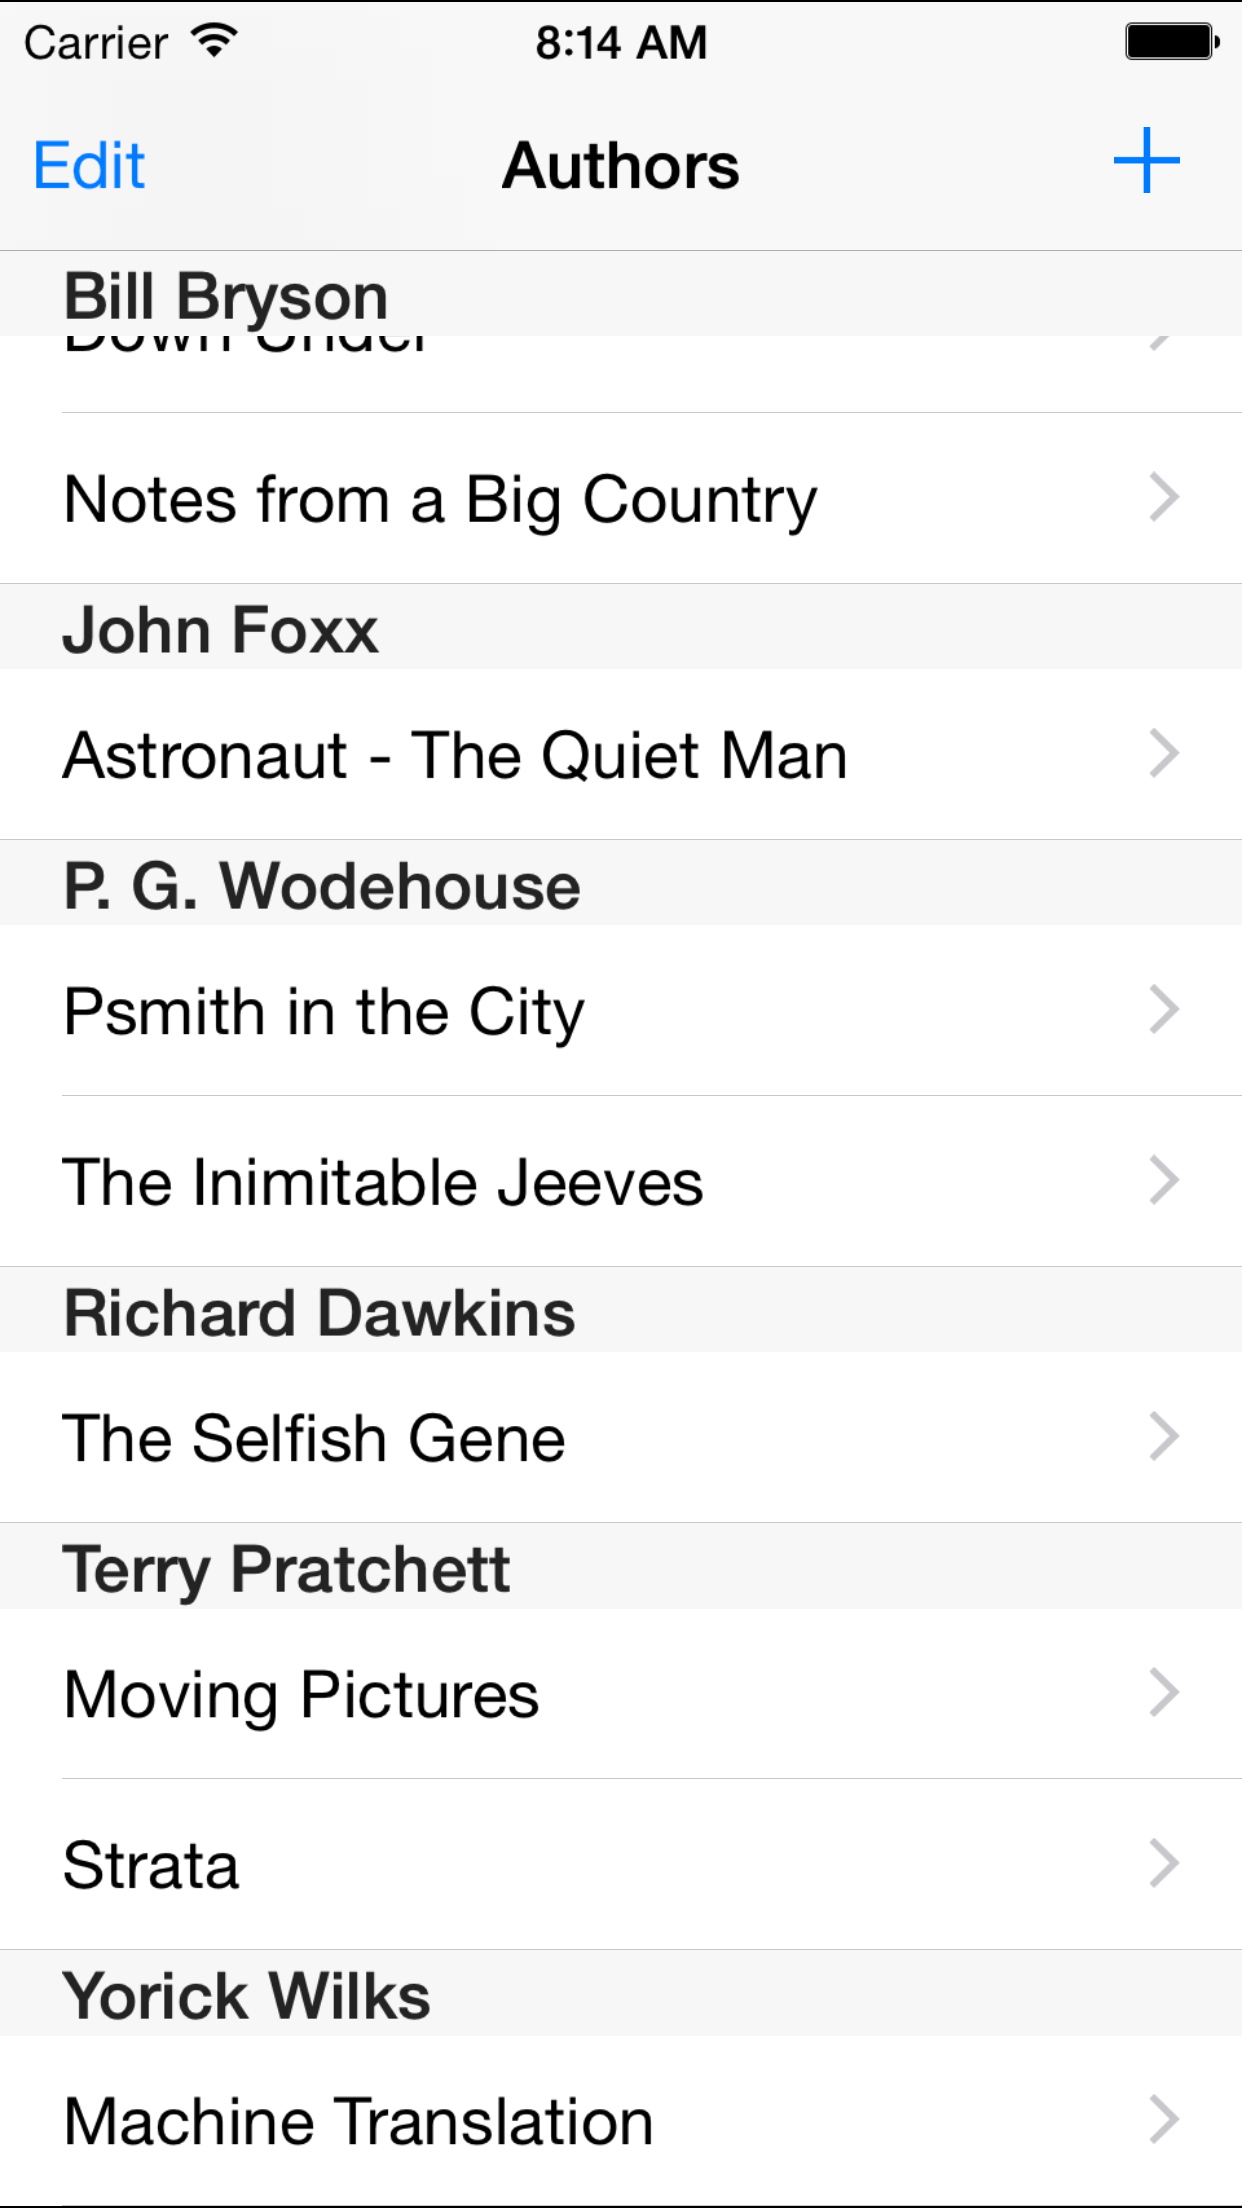 Carrier 8:14 AM
Edit Authors
Bill Bryson
Down Under
Notes from a Big Country
John Foxx
Astronaut - The Quiet Man
P. G. Wodehouse
Psmith in the City
The Inimitable Jeeves
Richard Dawkins
The Selfish Gene
Terry Pratchett
Moving Pictures
Strata
Yorick Wilks
Machine Translation